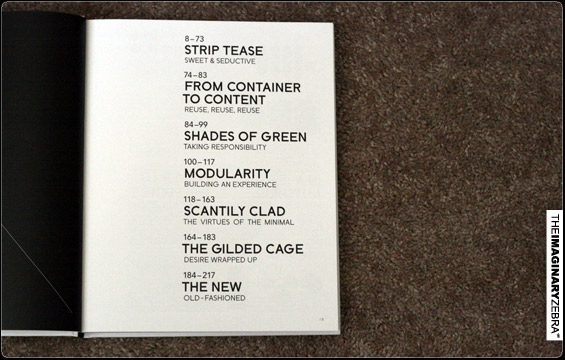 8–73
STRIP TEASE
SWEET & SEDUCTIVE
74–83
FROM CONTAINER
TO CONTENT
REUSE, REUSE, REUSE
84–99
SHADES OF GREEN
TAKING RESPONSIBILITY
100–117
MODULARITY
BUILDING AN EXPERIENCE
118–163
SCANTILY CLAD
THE VIRTUES OF THE MINIMAL
164–183
THE GILDED CAGE
DESIRE WRAPPED UP
184–217
THE NEW
OLD-FASHIONED
THEIMAGINARYZEBRA